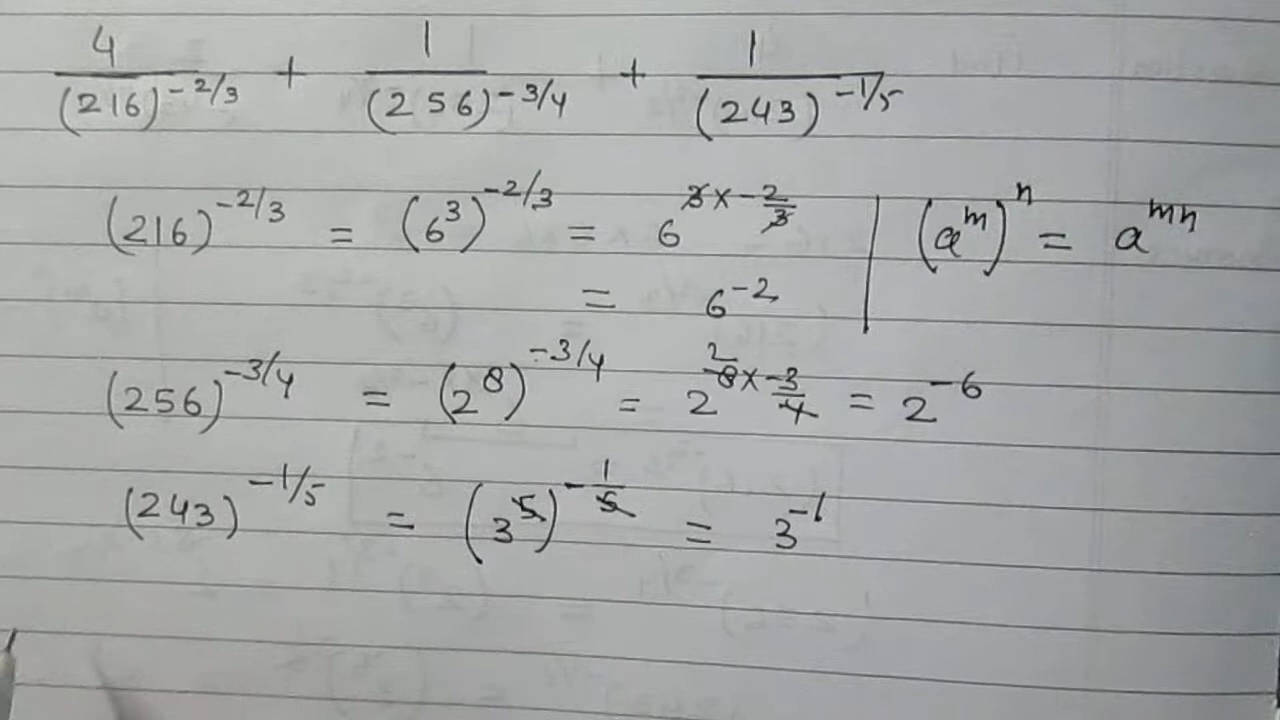 4/(216)^-2/3 + 1/(256)^-3/4 + 1/(243)^-1/5
(216)^-2/3 = (6^3)^-2/3 = 6^3×-2/3 | (a^m)^n = a^mn
= 6^-2
(256)^-3/4 = (2^8)^-3/4 = 2^8×-3/4 2 = 2^-6
(243)^-1/5 = (3^5)^-1/5 = 3^-1